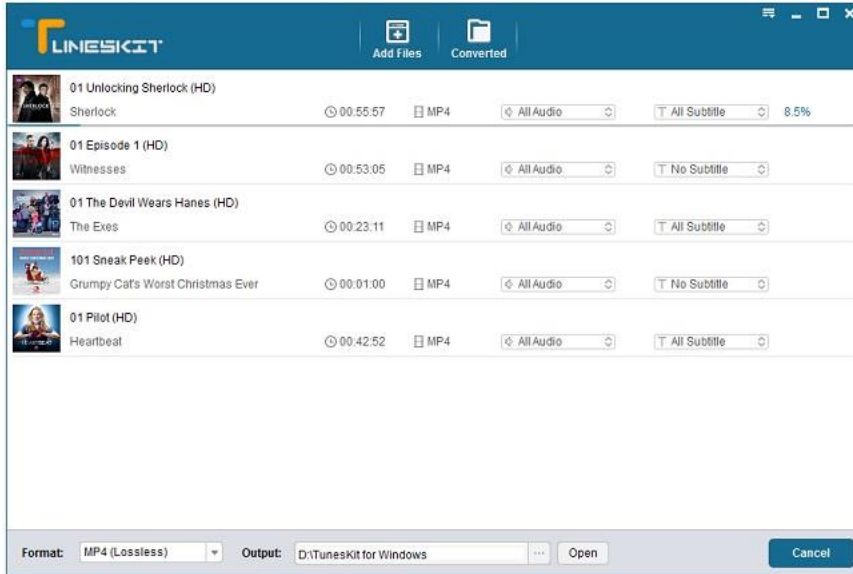 TUNESKIT
Add Files
Converted
01 Unlocking Sherlock (HD)
Sherlock 00:55:57 MP4 All Audio All Subtitle 8.5%
01 Episode 1 (HD)
Witnesses 00:53:05 MP4 All Audio No Subtitle
01 The Devil Wears Hanes (HD)
The Exes 00:23:11 MP4 All Audio All Subtitle
101 Sneak Peek (HD)
Grumpy Cat's Worst Christmas Ever 00:01:00 MP4 All Audio No Subtitle
01 Pilot (HD)
Heartbeat 00:42:52 MP4 All Audio All Subtitle
Format: MP4 (Lossless) Output: D:\TunesKit for Windows ... Open Cancel